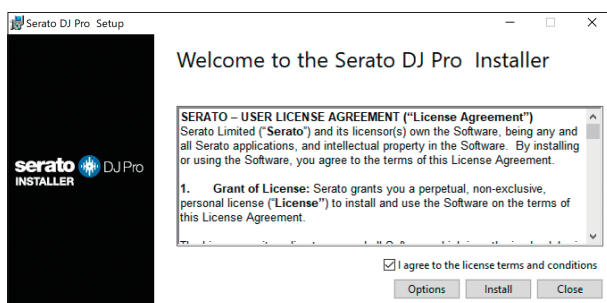 Serato DJ Pro Setup
Welcome to the Serato DJ Pro Installer
SERATO – USER LICENSE AGREEMENT ("License Agreement")
Serato Limited ("Serato") and its licensor(s) own the Software, being any and
all Serato applications, and intellectual property in the Software. By installing
or using the Software, you agree to the terms of this License Agreement.
1. Grant of License: Serato grants you a perpetual, non-exclusive,
personal license ("License") to install and use the Software on the terms of
this License Agreement.
serato DJ Pro
INSTALLER
I agree to the license terms and conditions
Options Install Close